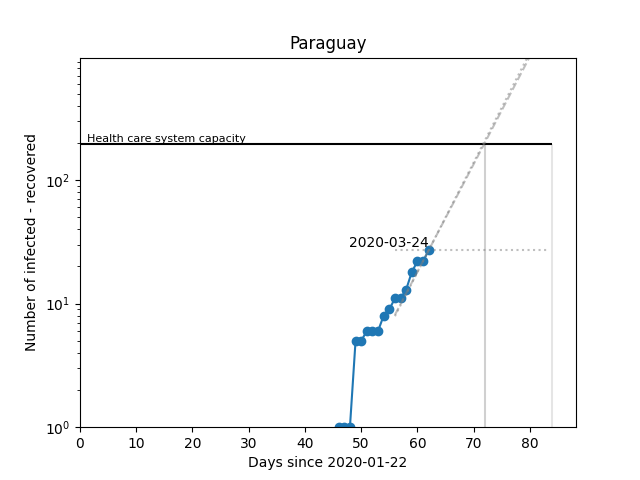 Paraguay
Number of infected - recovered
10²
10¹
10⁰
Health care system capacity
2020-03-24
0 10 20 30 40 50 60 70 80
Days since 2020-01-22